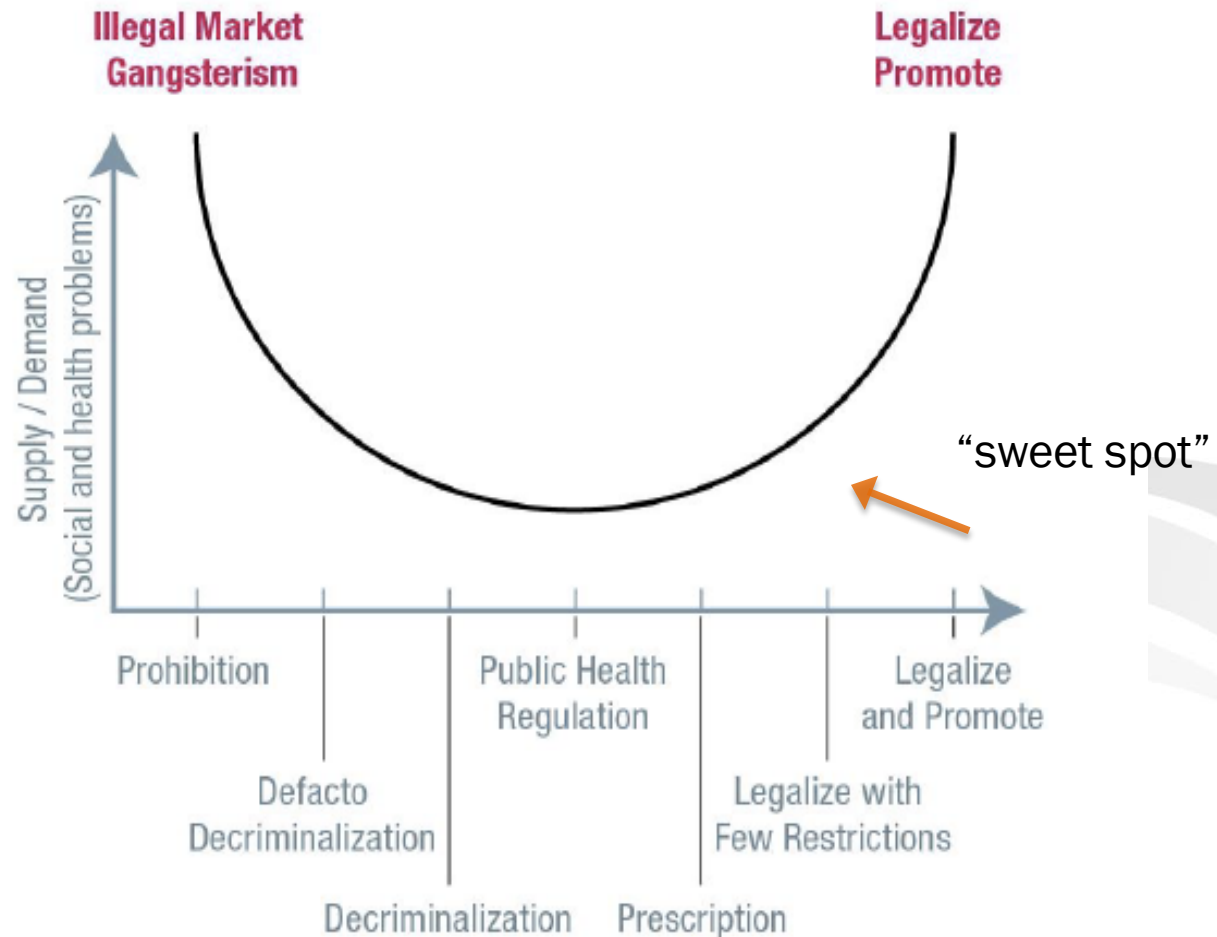 Illegal Market
Gangsterism
Legalize
Promote
Supply / Demand
(Social and health problems)
“sweet spot”
Prohibition
Public Health
Regulation
Legalize
and Promote
Defacto
Decriminalization
Legalize with
Few Restrictions
Decriminalization
Prescription